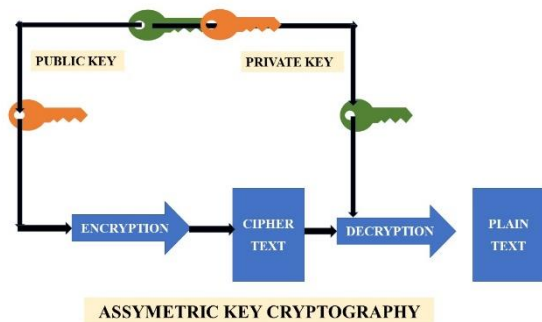 PUBLIC KEY
PRIVATE KEY
ENCRYPTION
CIPHER
TEXT
DECRYPTION
PLAIN
TEXT
ASSYMETRIC KEY CRYPTOGRAPHY